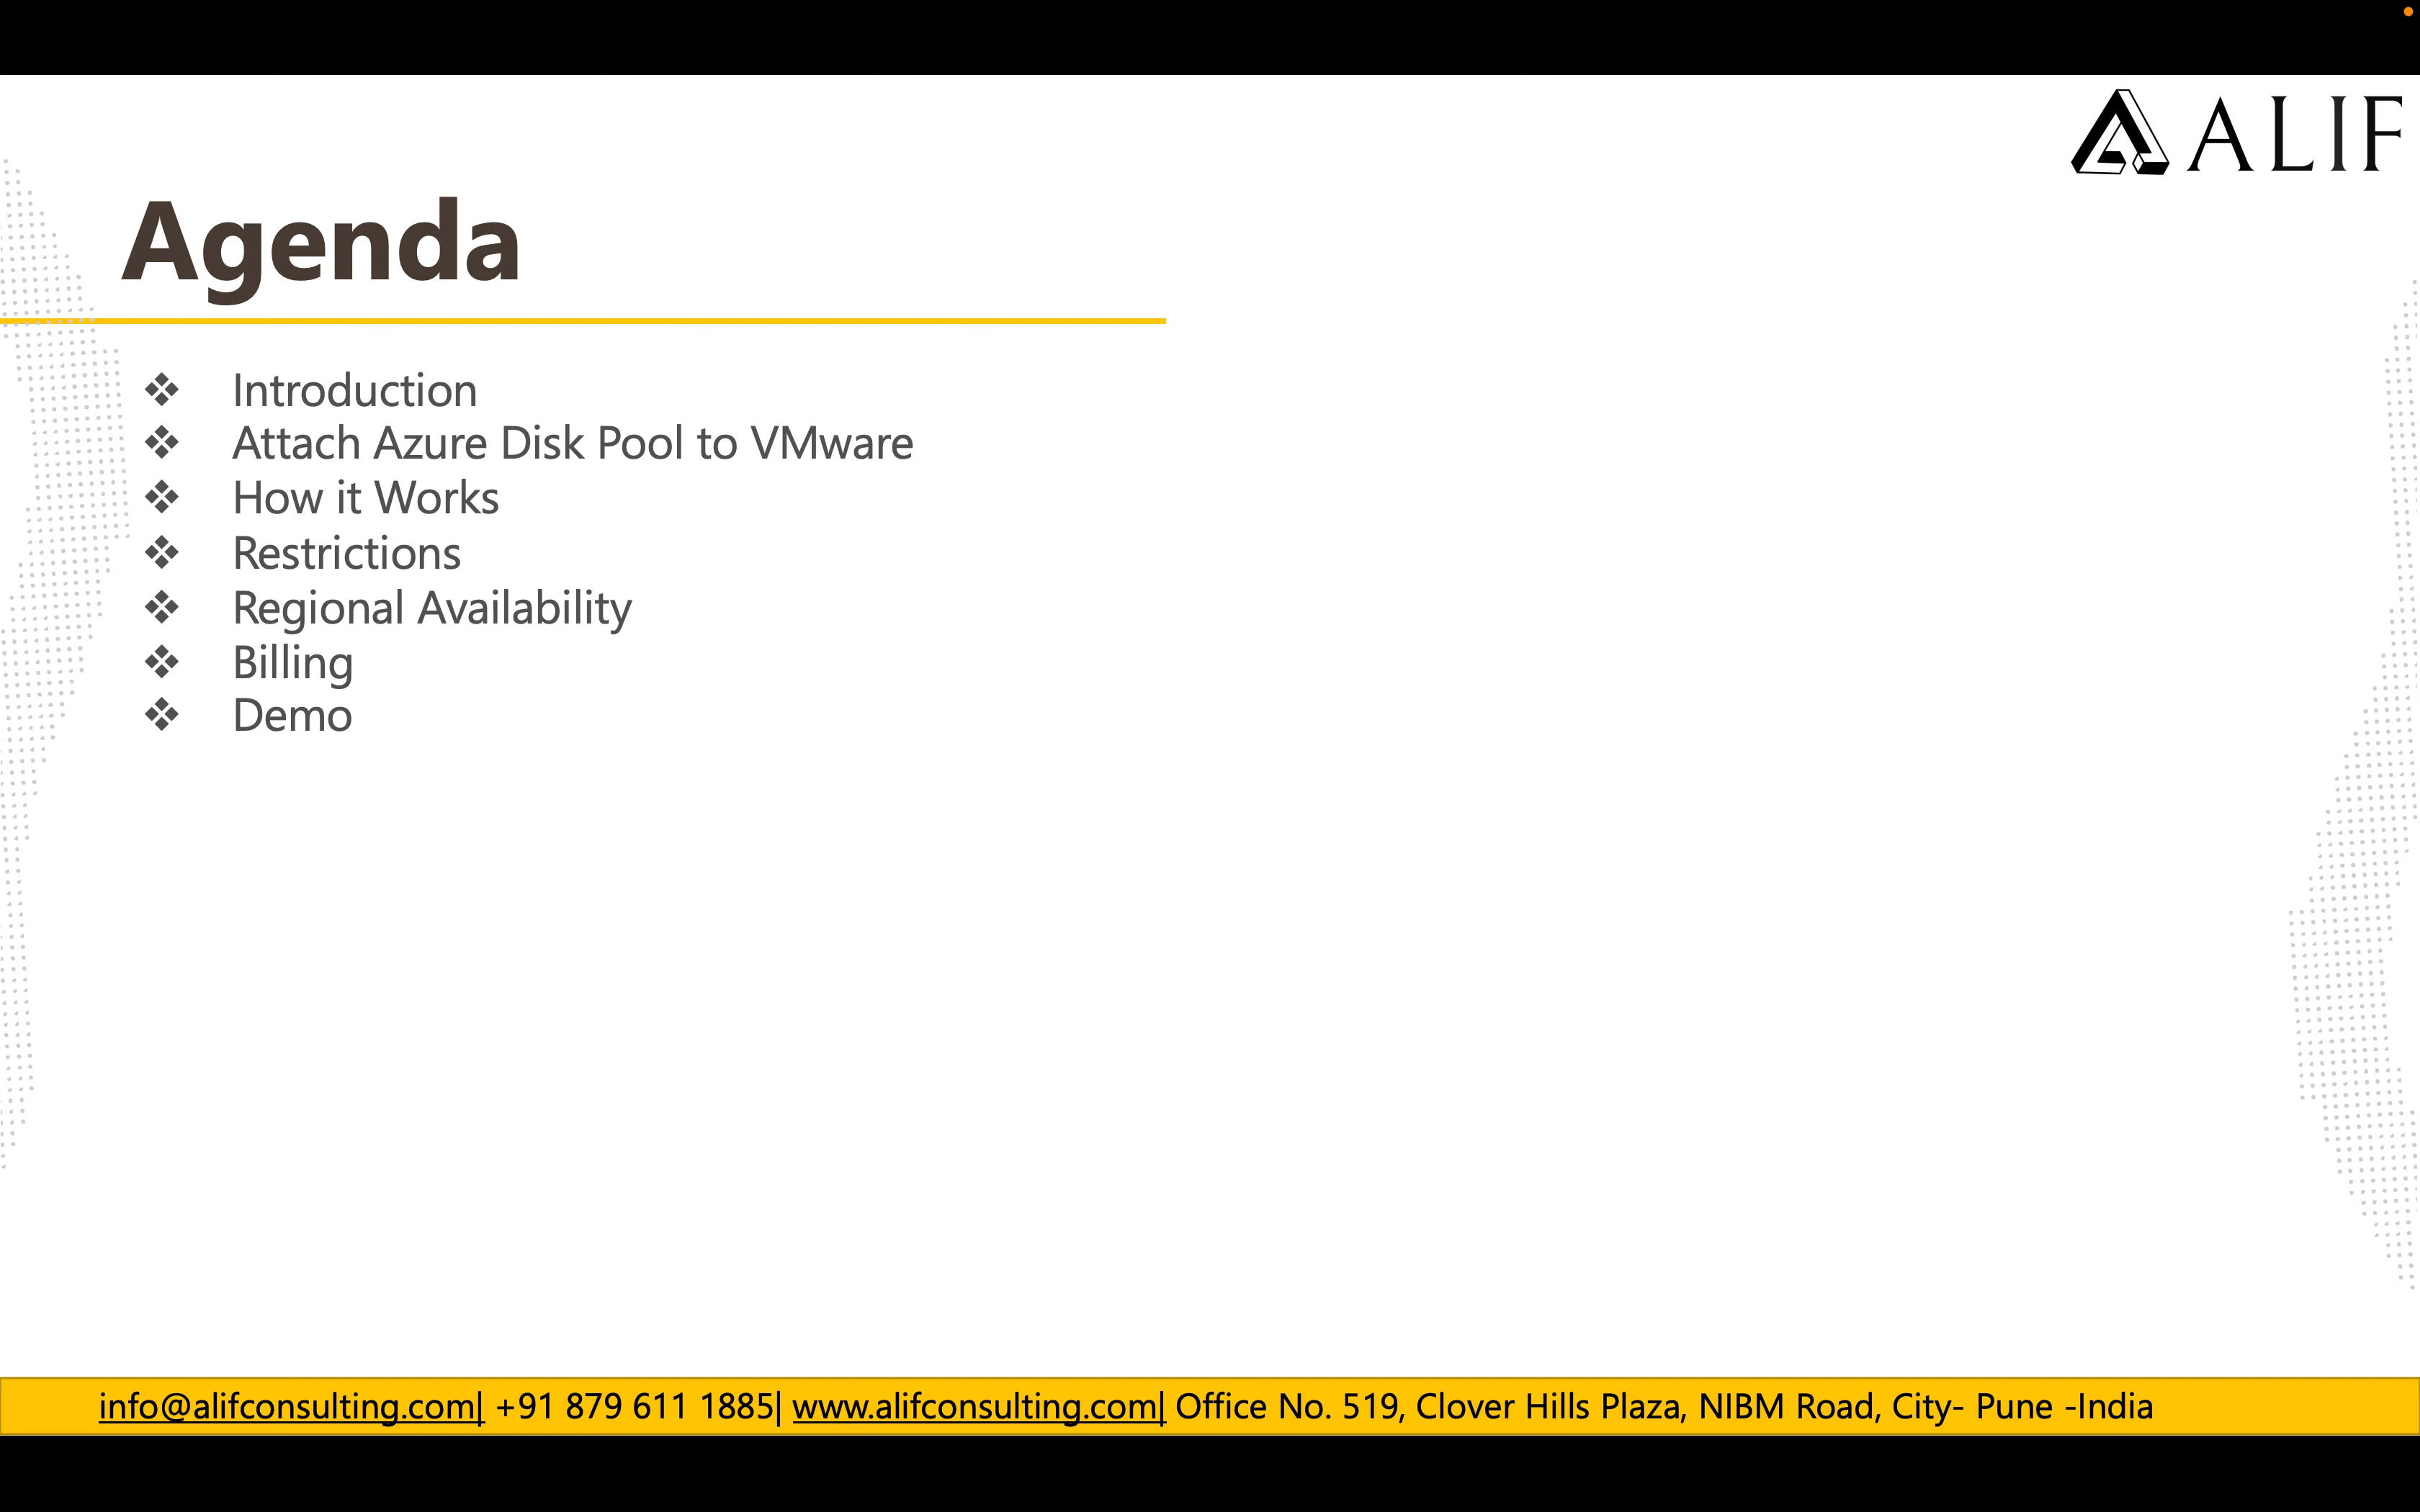 ALIF
Agenda
❖ Introduction
❖ Attach Azure Disk Pool to VMware
❖ How it Works
❖ Restrictions
❖ Regional Availability
❖ Billing
❖ Demo
info@alifconsulting.com| +91 879 611 1885| www.alifconsulting.com| Office No. 519, Clover Hills Plaza, NIBM Road, City- Pune -India